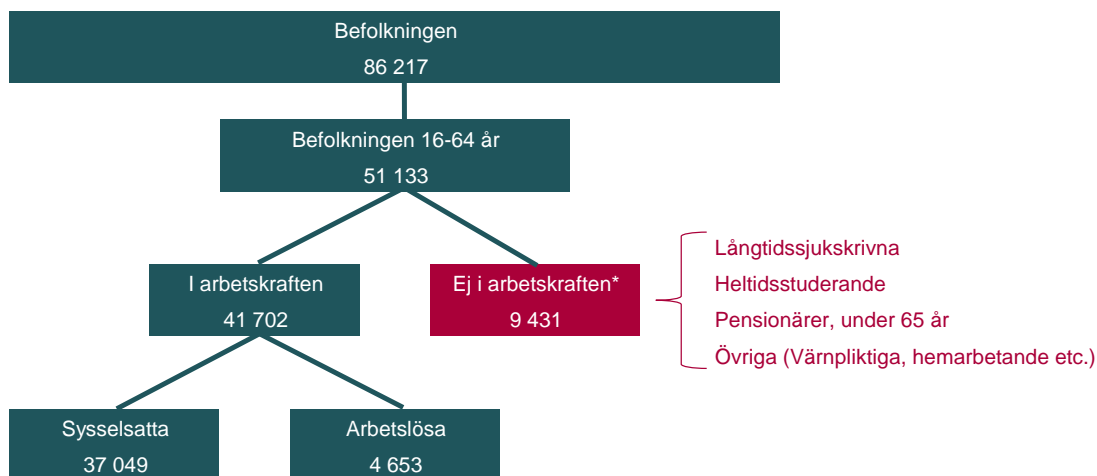 Befolkningen
86 217
Befolkningen 16-64 år
51 133
I arbetskraften
41 702
Ej i arbetskraften*
9 431
Långtidssjukskrivna
Heltidsstuderande
Pensionärer, under 65 år
Övriga (Värnpliktiga, hemarbetande etc.)
Sysselsatta
37 049
Arbetslösa
4 653